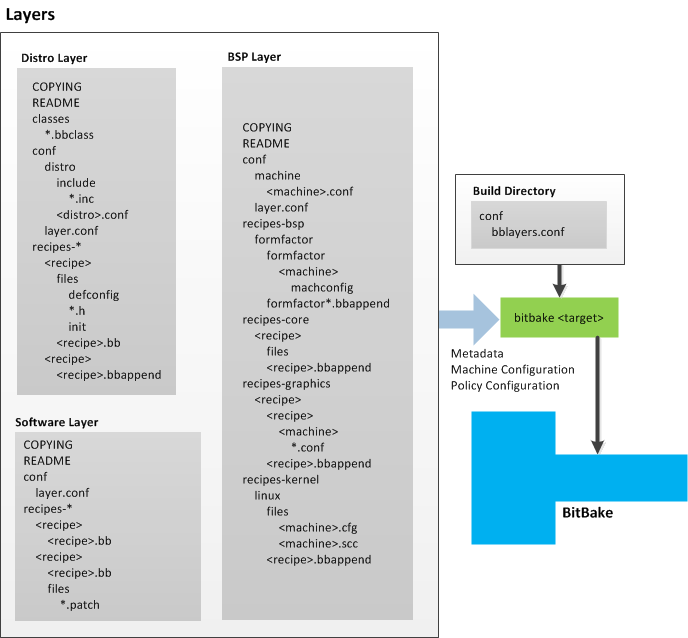 Layers
Distro Layer
COPYING
README
classes
*.bbclass
conf
distro
include
*.inc
<distro>.conf
layer.conf
recipes-*
<recipe>
files
defconfig
*.h
init
<recipe>.bb
<recipe>
<recipe>.bbappend
Software Layer
COPYING
README
conf
layer.conf
recipes-*
<recipe>
<recipe>.bb
<recipe>
<recipe>.bb
files
*.patch
BSP Layer
COPYING
README
conf
machine
<machine>.conf
layer.conf
recipes-bsp
formfactor
formfactor
<machine>
machconfig
formfactor*.bbappend
recipes-core
<recipe>
files
<recipe>.bbappend
recipes-graphics
<recipe>
<recipe>
<machine>
*.conf
<recipe>.bbappend
recipes-kernel
linux
files
<machine>.cfg
<machine>.scc
<recipe>.bbappend
Build Directory
conf
bblayers.conf
bitbake <target>
Metadata
Machine Configuration
Policy Configuration
BitBake